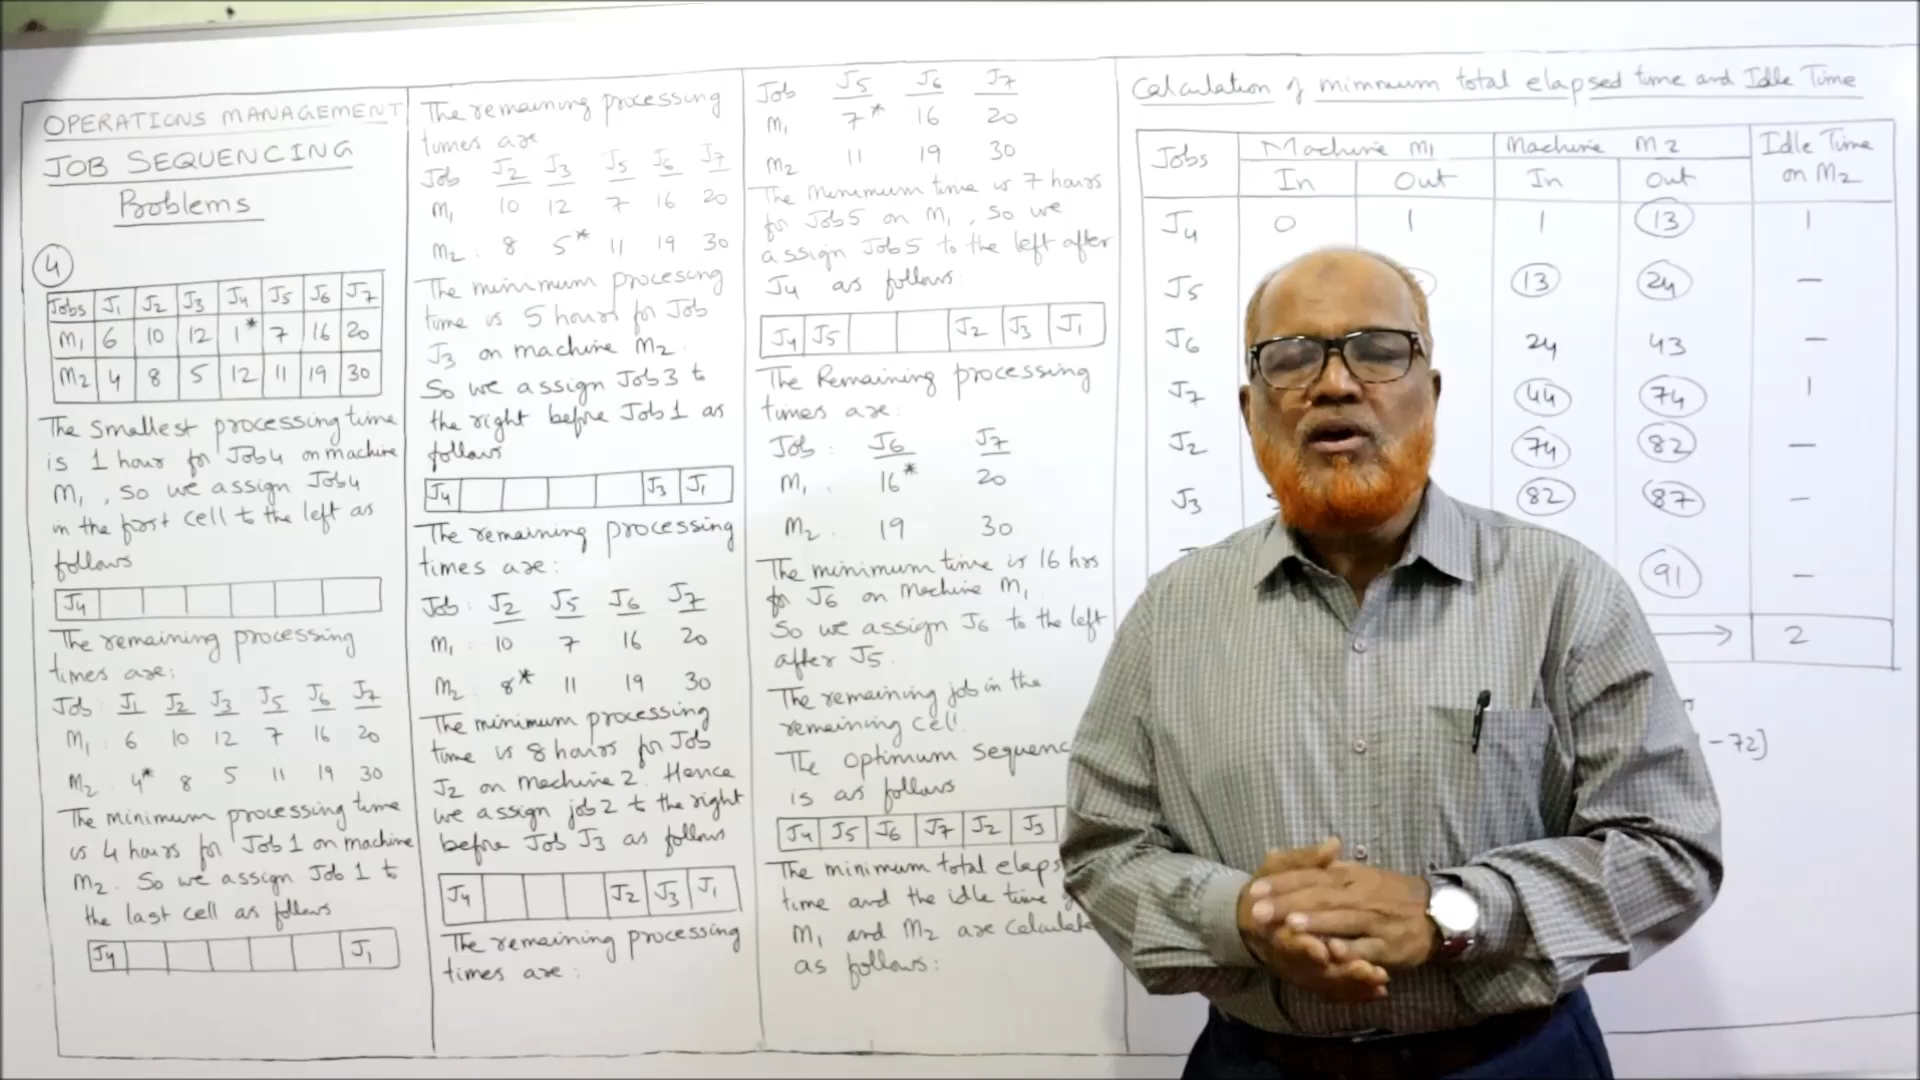 OPERATIONS MANAGEMENT
JOB SEQUENCING
Problems
4
Jobs J1 J2 J3 J4 J5 J6 J7
M1 6 10 12 1* 7 16 20
M2 4 8 5 12 11 19 30
The smallest processing time
is 1 hour for Job4 on machine
M1, so we assign Job4
in the first cell to the left as
follows
J4
The remaining processing
times are:
Job: J1 J2 J3 J5 J6 J7
M1: 6 10 12 7 16 20
M2: 4* 8 5 11 19 30
The minimum processing time
is 4 hours for Job 1 on machine
M2. So we assign Job 1 to
the last cell as follows
J4 J1
The remaining processing
times are
Job J2 J3 J5 J6 J7
M1 10 12 7 16 20
M2: 8 5* 11 19 30
The minimum procesing
time is 5 hours for Job
J3 on machine M2.
So we assign Job 3 to
the right before Job 1 as
follows
J4 J3 J1
The remaining processing
times are:
Job: J2 J5 J6 J7
M1: 10 7 16 20
M2: 8* 11 19 30
The minimum processing
time is 8 hours for Job
J2 on machine 2. Hence
we assign job 2 to the right
before Job J3 as follows
J4 J2 J3 J1
The remaining processing
times are:
Job J5 J6 J7
M1 7* 16 20
M2 11 19 30
The minimum time is 7 hours
for Job5 on M1, so we
assign Job5 to the left after
J4 as follows:
J4 J5 J2 J3 J1
The Remaining processing
times are:
Job: J6 J7
M1: 16* 20
M2: 19 30
The minimum time is 16 hrs
for J6 on Machine M1
So we assign J6 to the left
after J5.
The remaining job in the
remaining cell.
The optimum sequenc
is as follows
J4 J5 J6 J7 J2 J3
The minimum total elaps
time and the idle time
M1 and M2 are calculate
as follows:
Calculation of mimnum total elapsed time and Idle Time
Jobs Machine M1 Machine M2 Idle Time
In Out In Out on M2
J4 0 1 1 13 1
J5 13 24 —
J6 24 43 —
J7 44 74 1
J2 74 82 —
J3 82 87 —
91 —
→ 2
-72]